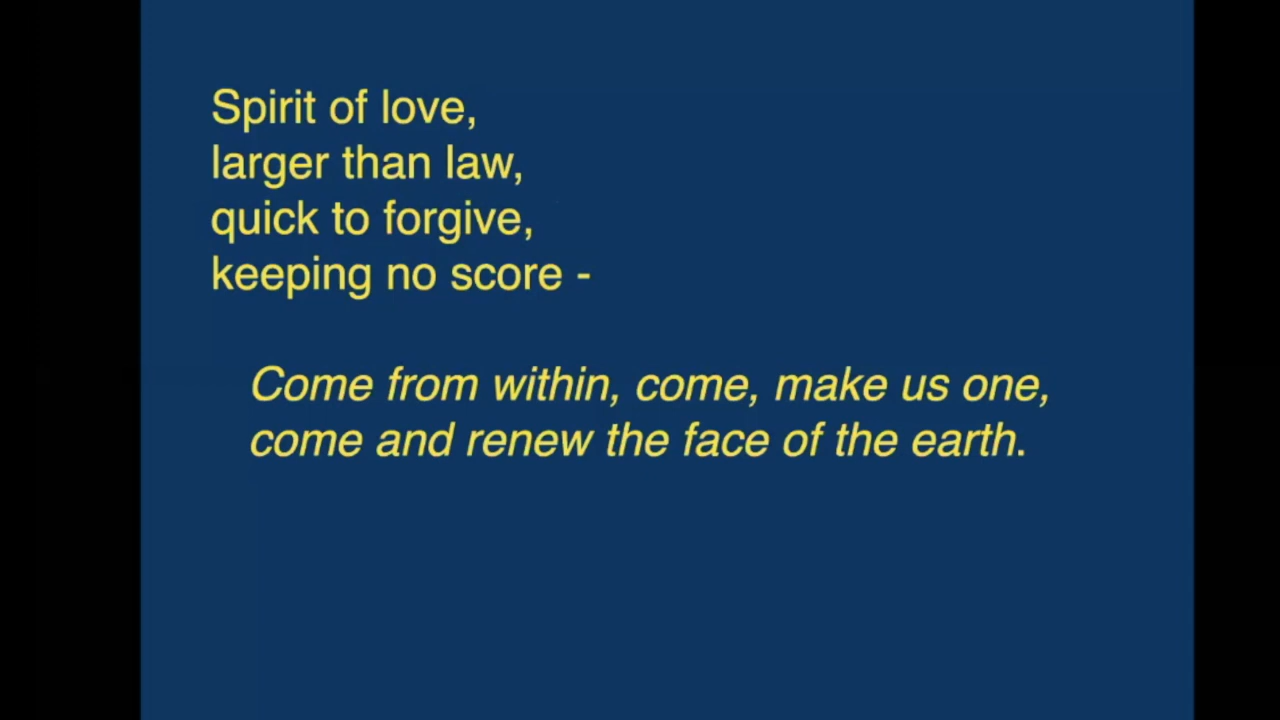 Spirit of love,
larger than law,
quick to forgive,
keeping no score -
Come from within, come, make us one,
come and renew the face of the earth.